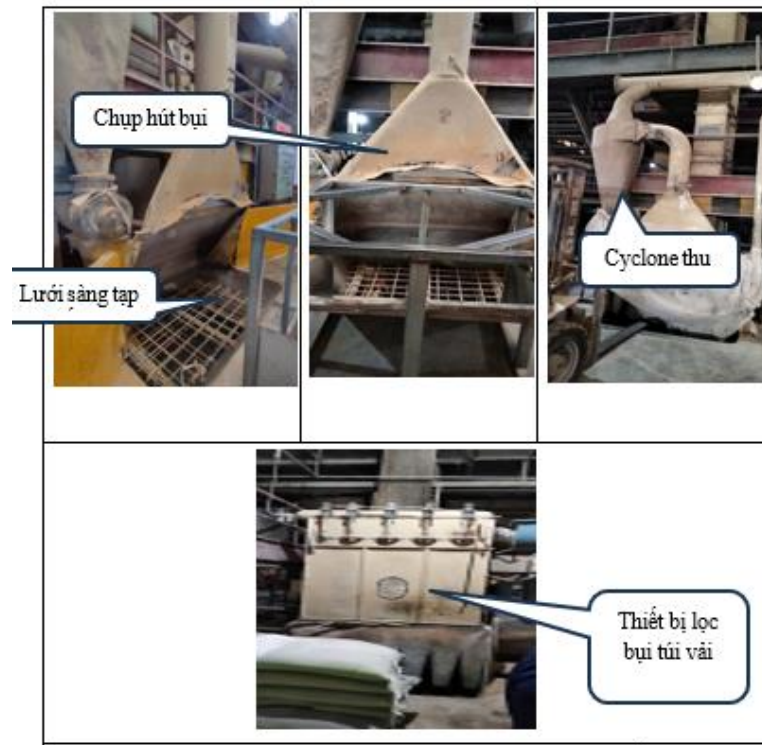 Chụp hút bụi
Lưới sàng tạp
Cyclone thu
Thiết bị lọc
bụi túi vải